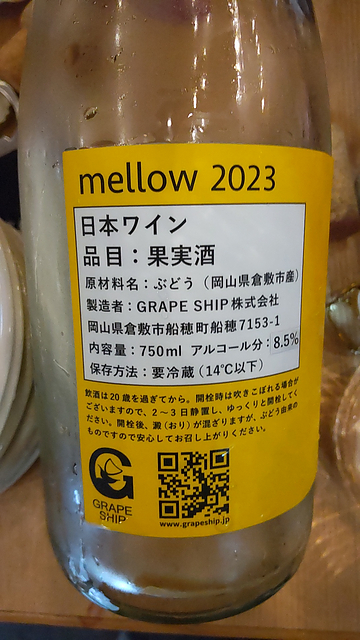 mellow 2023
日本ワイン
品目：果実酒
原材料名：ぶどう（岡山県倉敷市産）
製造者：GRAPE SHIP株式会社
岡山県倉敷市船穂町船穂7153-1
内容量：750ml アルコール分：8.5%
保存方法：要冷蔵（14℃以下）
飲酒は20歳を過ぎてから。開栓時は吹きこぼれる場合が
ございますので、2〜3日静置し、ゆっくりと開栓してく
ださい。開栓後、澱（おり）が混ざりますが、ぶどう由来の
ものですので安心してお召し上がりください。
GRAPE
SHIP
www.grapeship.jp